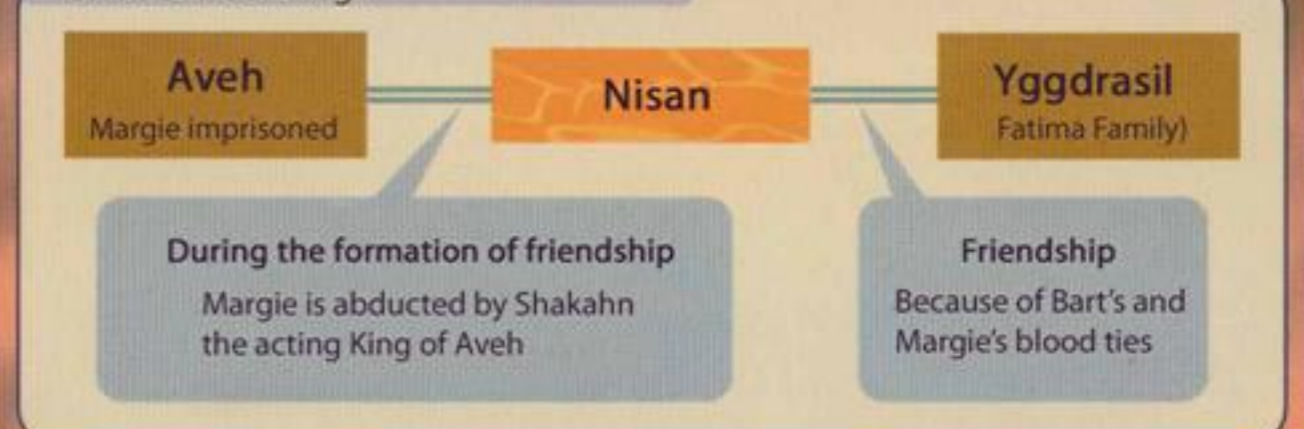 Aveh
Margie imprisoned
Nisan
Yggdrasil
Fatima Family)
During the formation of friendship
Margie is abducted by Shakahn
the acting King of Aveh
Friendship
Because of Bart's and
Margie's blood ties